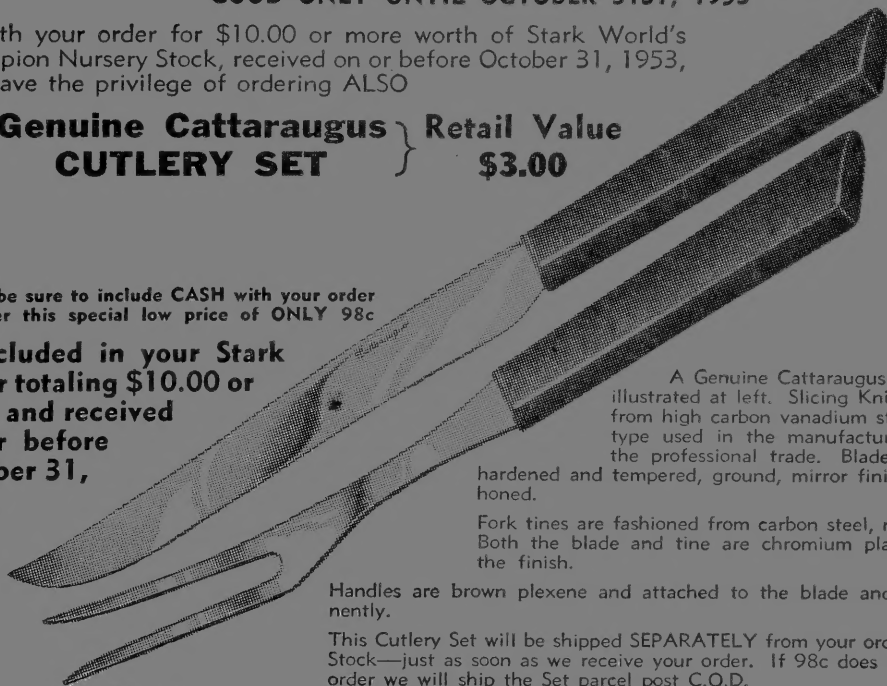 GOOD ONLY UNTIL OCTOBER 31ST, 1953
th your order for $10.00 or more worth of Stark World's
pion Nursery Stock, received on or before October 31, 1953,
ave the privilege of ordering ALSO
Genuine Cattaraugus } Retail Value
CUTLERY SET $3.00
be sure to include CASH with your order
er this special low price of ONLY 98c
cluded in your Stark
r totaling $10.00 or
and received
r before
ber 31,
Cattaraugus
A Genuine Cattaraugus
illustrated at left. Slicing Kni
from high carbon vanadium st
type used in the manufactur
the professional trade. Blade
hardened and tempered, ground, mirror fini
honed.
Fork tines are fashioned from carbon steel, r
Both the blade and tine are chromium pla
the finish.
Handles are brown plexene and attached to the blade and
nently.
This Cutlery Set will be shipped SEPARATELY from your ord
Stock—just as soon as we receive your order. If 98c does
order we will ship the Set parcel post C.O.D.